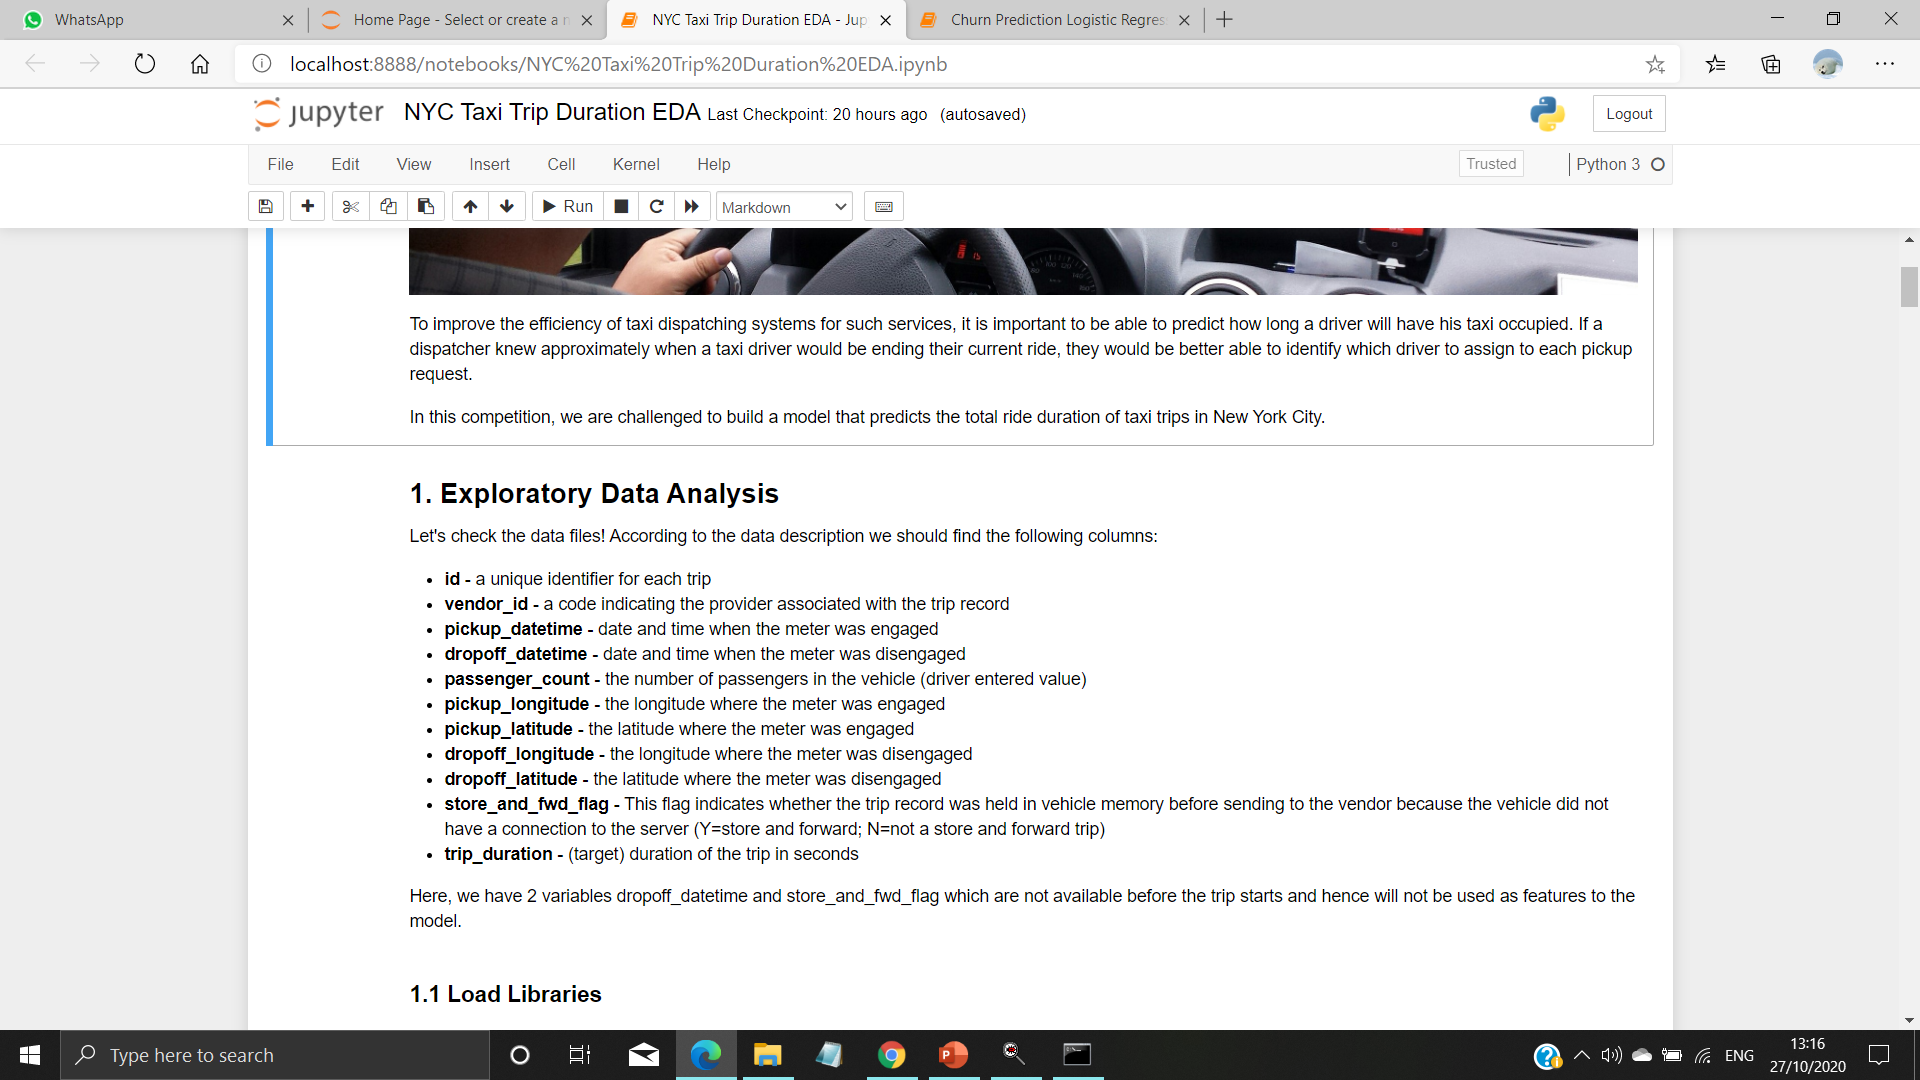 WhatsApp
Home Page - Select or create a n
NYC Taxi Trip Duration EDA - Jup
Churn Prediction Logistic Regres
localhost:8888/notebooks/NYC%20Taxi%20Trip%20Duration%20EDA.ipynb
jupyter NYC Taxi Trip Duration EDA Last Checkpoint: 20 hours ago (autosaved)
Logout
File Edit View Insert Cell Kernel Help
Trusted
Python 3
Run
Markdown
To improve the efficiency of taxi dispatching systems for such services, it is important to be able to predict how long a driver will have his taxi occupied. If a
dispatcher knew approximately when a taxi driver would be ending their current ride, they would be better able to identify which driver to assign to each pickup
request.
In this competition, we are challenged to build a model that predicts the total ride duration of taxi trips in New York City.
1. Exploratory Data Analysis
Let's check the data files! According to the data description we should find the following columns:
• id - a unique identifier for each trip
• vendor_id - a code indicating the provider associated with the trip record
• pickup_datetime - date and time when the meter was engaged
• dropoff_datetime - date and time when the meter was disengaged
• passenger_count - the number of passengers in the vehicle (driver entered value)
• pickup_longitude - the longitude where the meter was engaged
• pickup_latitude - the latitude where the meter was engaged
• dropoff_longitude - the longitude where the meter was disengaged
• dropoff_latitude - the latitude where the meter was disengaged
• store_and_fwd_flag - This flag indicates whether the trip record was held in vehicle memory before sending to the vendor because the vehicle did not
have a connection to the server (Y=store and forward; N=not a store and forward trip)
• trip_duration - (target) duration of the trip in seconds
Here, we have 2 variables dropoff_datetime and store_and_fwd_flag which are not available before the trip starts and hence will not be used as features to the
model.
1.1 Load Libraries
Type here to search
ENG
13:16
27/10/2020